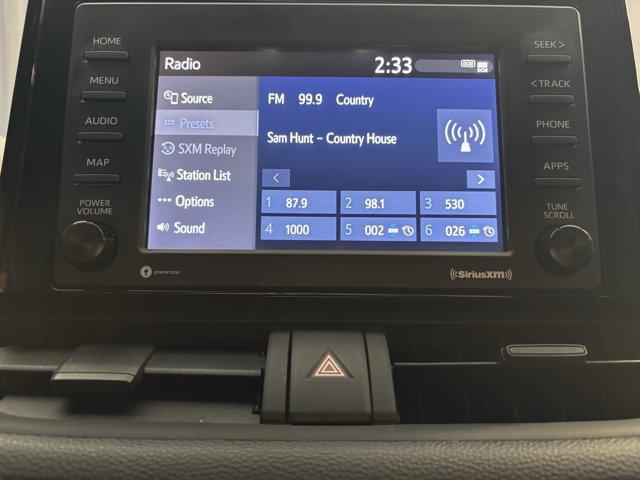 HOME
MENU
AUDIO
MAP
POWER
VOLUME
Radio
2:33
DCM
DCM
Source
Presets
SXM Replay
Station List
Options
Sound
FM 99.9 Country
Sam Hunt - Country House
< >
1 87.9 2 98.1 3 530
4 1000 5 002 6 026
SEEK >
< TRACK
PHONE
APPS
TUNE
SCROLL
gracenote
((SiriusXM))